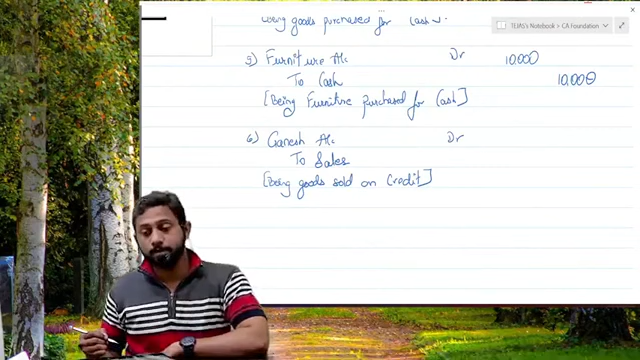 TEJAS's Notebook > CA Foundation
Being goods purchased for Cash].
5) Furniture A/c Dr 10,000
To Cash 10,000
[Being Furniture purchased for Cash]
6) Ganesh A/c Dr
To Sales
[Being goods sold on Credit]